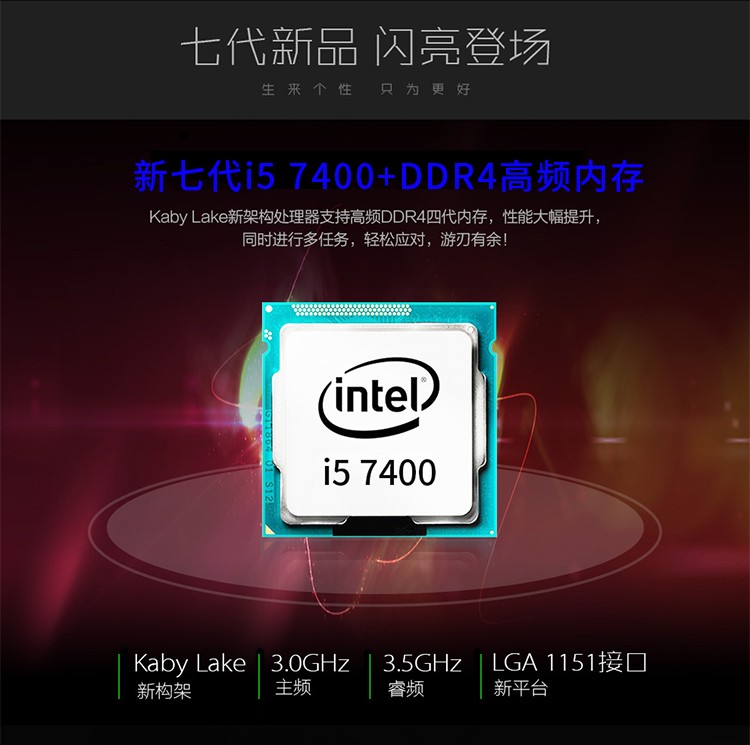 七代新品 闪亮登场
生来个性 只为更好
新七代i5 7400+DDR4高频内存
Kaby Lake新架构处理器支持高频DDR4四代内存，性能大幅提升，
同时进行多任务，轻松应对，游刃有余！
intel®
i5 7400
Kaby Lake
新构架
3.0GHz
主频
3.5GHz
睿频
LGA 1151接口
新平台